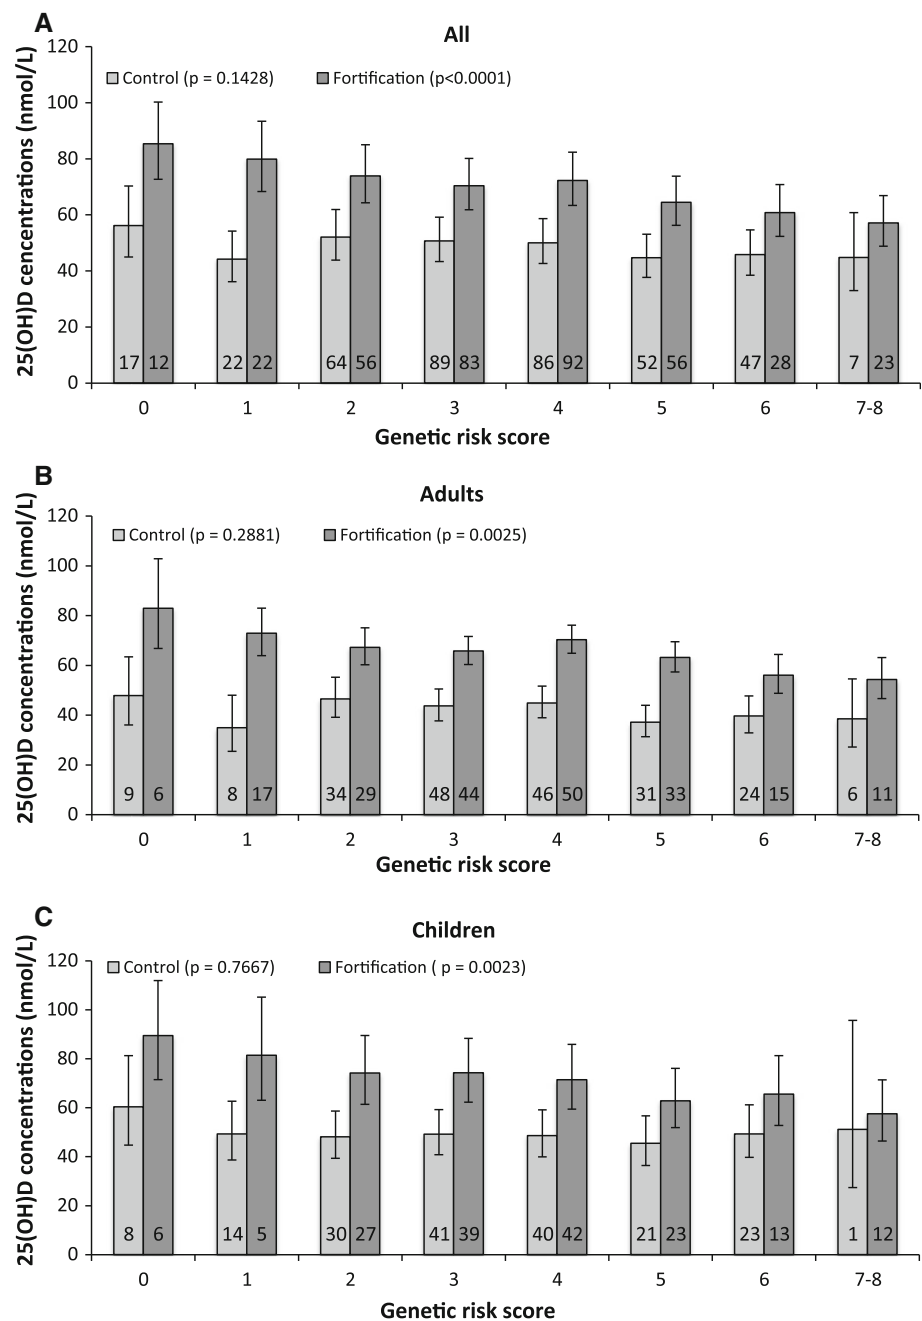 A
All
25(OH)D cencentrations (nmol/L)
120
100
80
60
40
20
0
Control (p = 0.1428)
Fortification (p<0.0001)
17 12 22 22 64 56 89 83 86 92 52 56 47 28 7 23
0 1 2 3 4 5 6 7-8
Genetic risk score
B
Adults
25(OH)D concentrations (nmol/L)
120
100
80
60
40
20
0
Control (p = 0.2881)
Fortification (p = 0.0025)
9 6 8 17 34 29 48 44 46 50 31 33 24 15 6 11
0 1 2 3 4 5 6 7-8
Genetic risk score
C
Children
25(OH)D concentrations (nmol/L)
120
100
80
60
40
20
0
Control (p = 0.7667)
Fortification ( p = 0.0023)
8 6 14 5 30 27 41 39 40 42 21 23 23 13 1 12
0 1 2 3 4 5 6 7-8
Genetic risk score